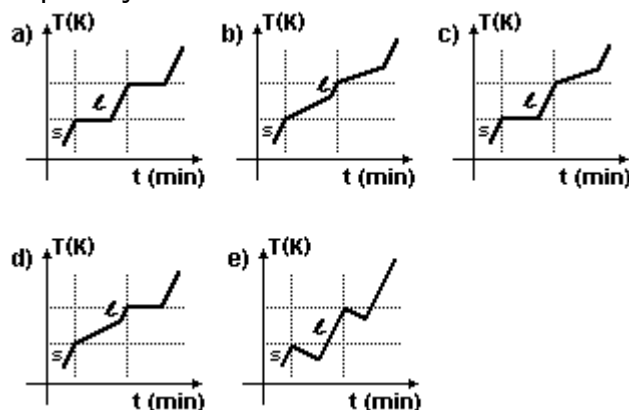 a) T(K) b) T(K) c) T(K)
s ℓ s ℓ s ℓ
t (min) t (min) t (min)
d) T(K) e) T(K)
s ℓ s ℓ
t (min) t (min)